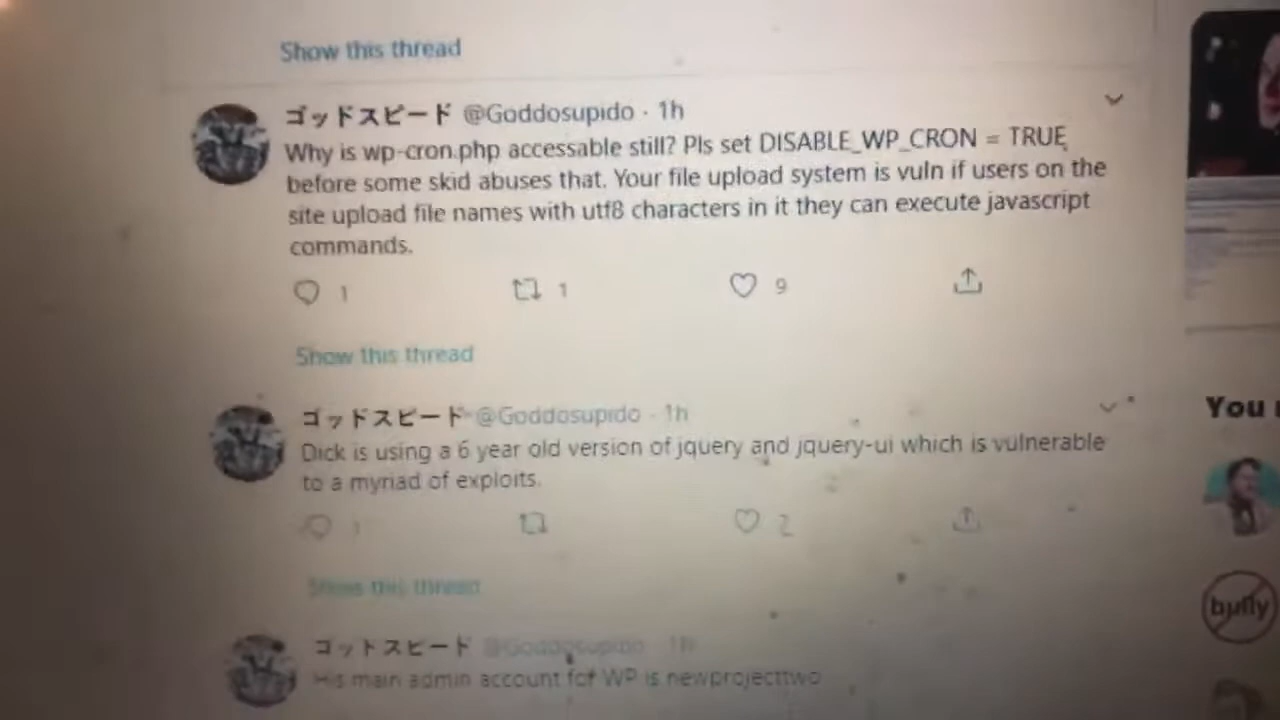 Show this thread
ゴッドスピード @Goddosupido · 1h
Why is wp-cron.php accessable still? Pls set DISABLE_WP_CRON = TRUE
before some skid abuses that. Your file upload system is vuln if users on the
site upload file names with utf8 characters in it they can execute javascript
commands.
1 1 9
Show this thread
ゴッドスピード @Goddosupido · 1h
Dick is using a 6 year old version of jquery and jquery-ui which is vulnerable
to a myriad of exploits.
1 2
Show this thread
ゴッドスピード @Goddosupido · 1h
His main admin account for WP is newprojecttwo
You
bully